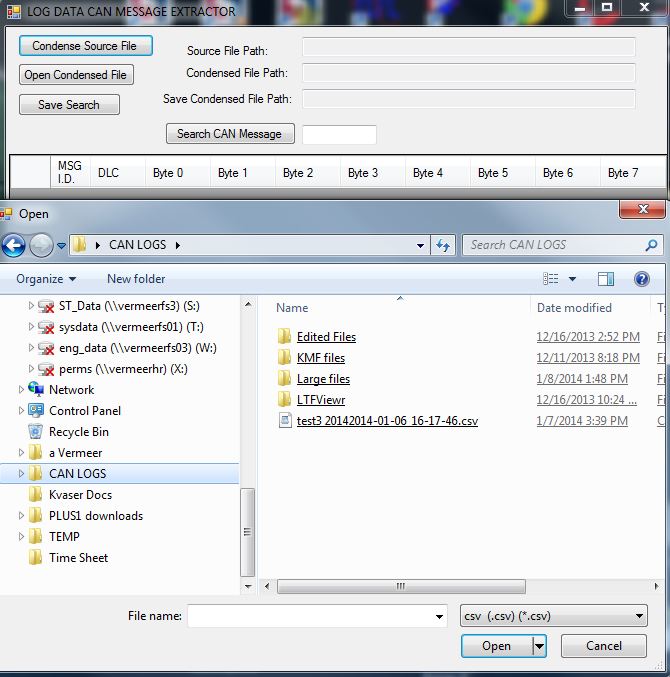 LOG DATA CAN MESSAGE EXTRACTOR
Condense Source File
Source File Path:
Open Condensed File
Condensed File Path:
Save Search
Save Condensed File Path:
Search CAN Message
MSG I.D. DLC Byte 0 Byte 1 Byte 2 Byte 3 Byte 4 Byte 5 Byte 6 Byte 7
Open
CAN LOGS
Search CAN LOGS
Organize New folder
ST_Data (\\vermeerfs3) (S:)
sysdata (\\vermeerfs01) (T:)
eng_data (\\vermeerfs03) (W:)
perms (\\vermeerhr) (X:)
Network
Control Panel
Recycle Bin
a Vermeer
CAN LOGS
Kvaser Docs
PLUS1 downloads
TEMP
Time Sheet
Name Date modified
Edited Files 12/16/2013 2:52 PM
KMF files 12/11/2013 8:18 PM
Large files 1/8/2014 1:48 PM
LTFViewr 12/16/2013 10:24 ...
test3 20142014-01-06 16-17-46.csv 1/7/2014 3:39 PM
File name:
csv (.csv) (*.csv)
Open Cancel